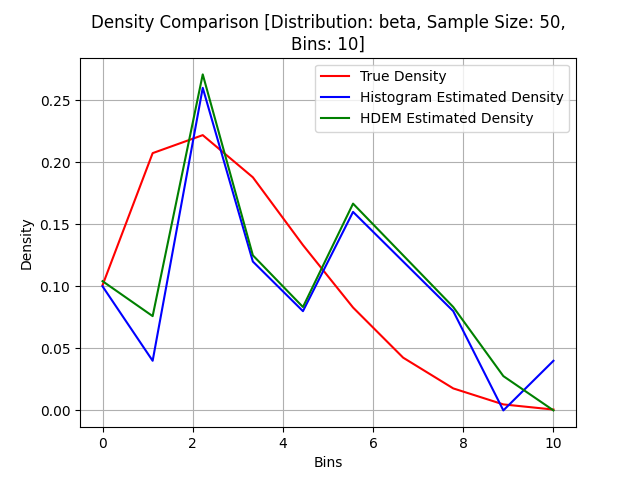 Density Comparison [Distribution: beta, Sample Size: 50,
Bins: 10]
True Density
Histogram Estimated Density
HDEM Estimated Density
Density
0.25
0.20
0.15
0.10
0.05
0.00
0 2 4 6 8 10
Bins